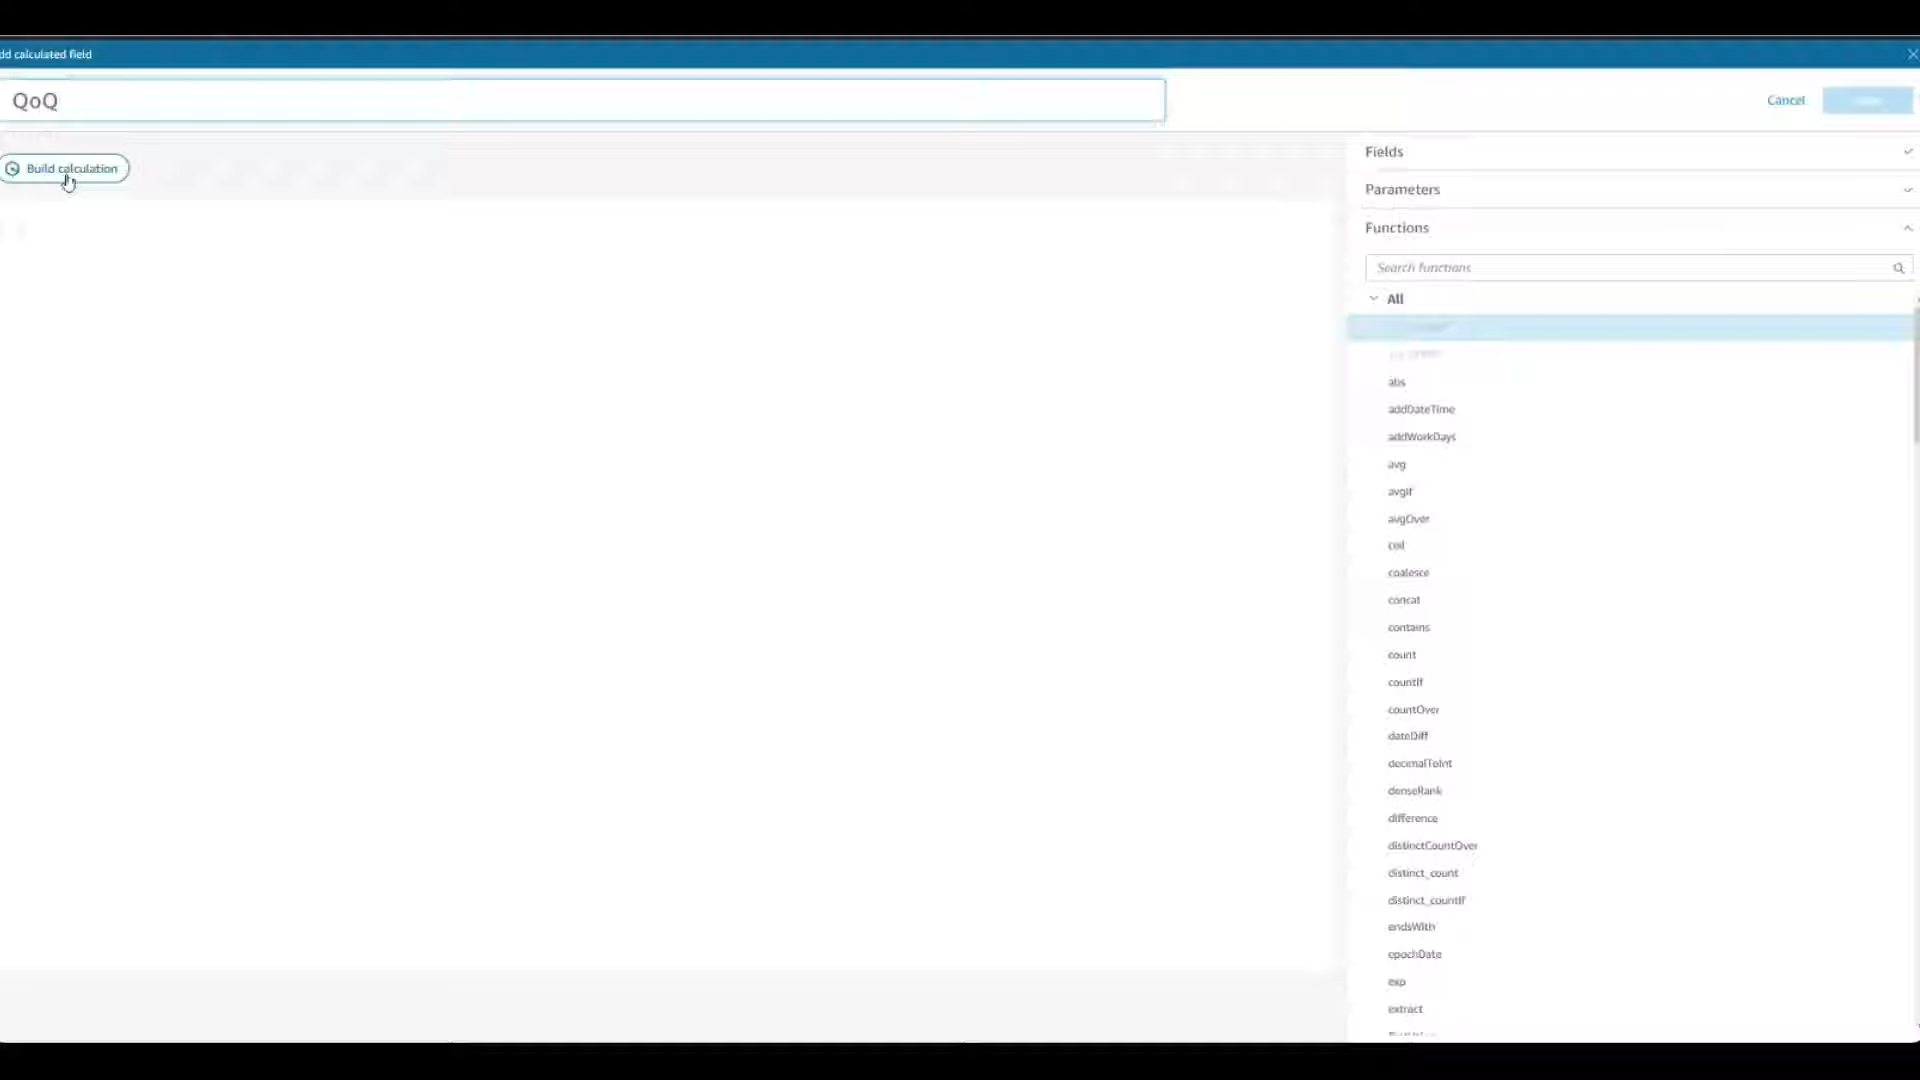 dd calculated field
QoQ
Cancel
Build calculation
Fields
Parameters
Functions
Search functions
All
abs
addDateTime
addWorkDays
avg
avgIf
avgOver
ceil
coalesce
concat
contains
count
countIf
countOver
dateDiff
decimalToInt
denseRank
difference
distinctCountOver
distinct_count
distinct_countIf
endsWith
epochDate
exp
extract